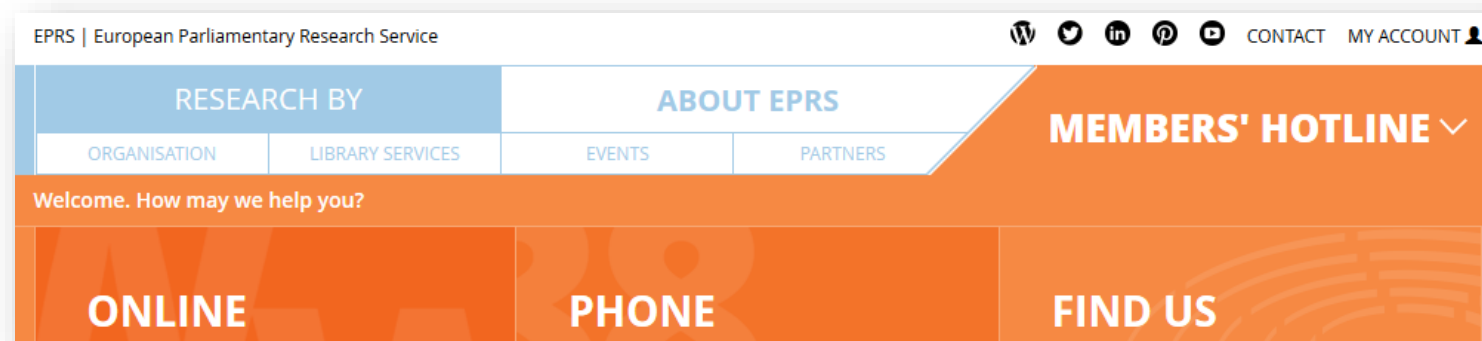 EPRS | European Parliamentary Research Service
CONTACT MY ACCOUNT
RESEARCH BY ABOUT EPRS
MEMBERS' HOTLINE
ORGANISATION LIBRARY SERVICES EVENTS PARTNERS
Welcome. How may we help you?
ONLINE PHONE FIND US